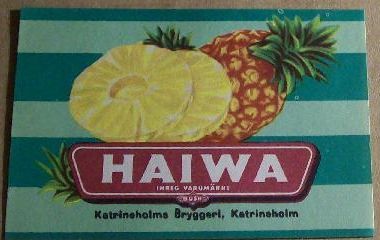 HAIWA
INREG VARUMÄRKE
Katrineholms Bryggeri, Katrineholm